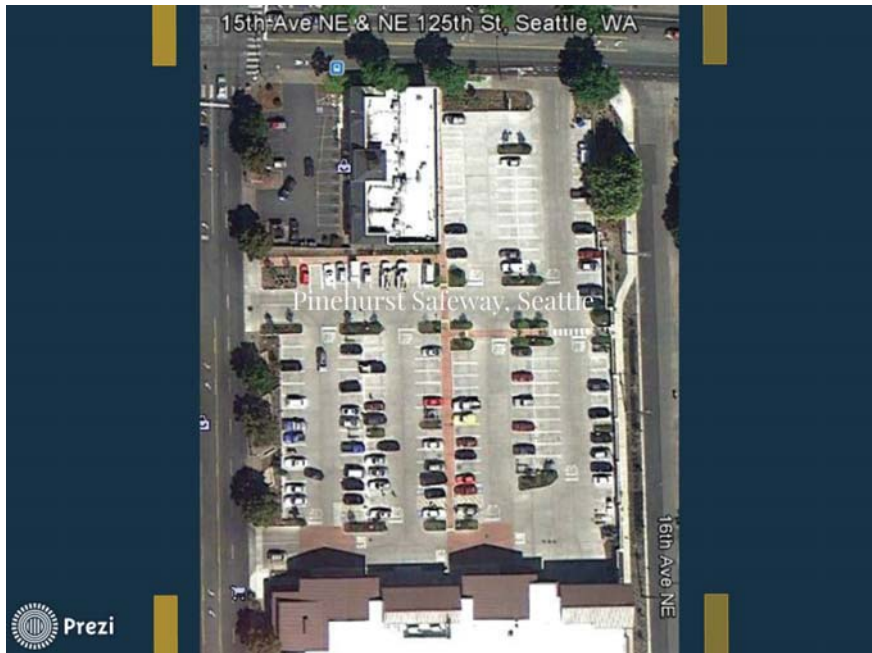 15th Ave NE & NE 125th St, Seattle, WA
Pinehurst Safeway, Seattle
16th Ave NE
Prezi